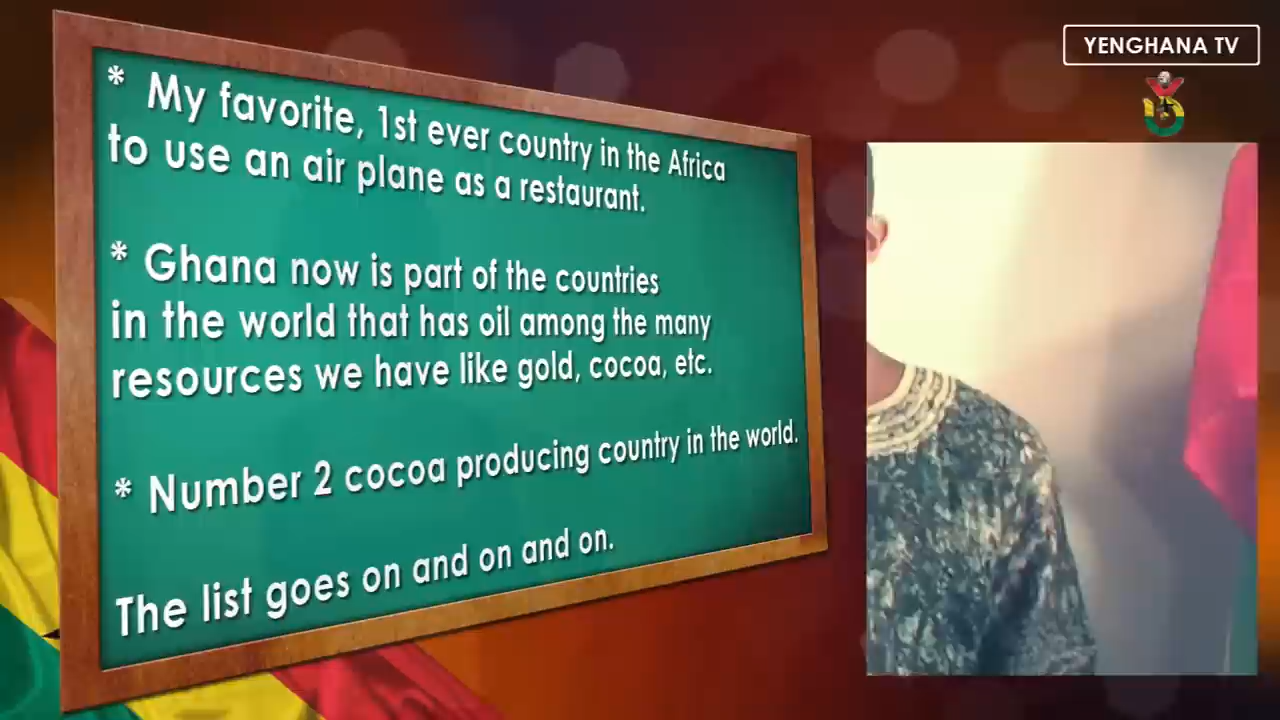 YENGHANA TV
* My favorite, 1st ever country in the Africa
to use an air plane as a restaurant.
* Ghana now is part of the countries
in the world that has oil among the many
resources we have like gold, cocoa, etc.
* Number 2 cocoa producing country in the world.
The list goes on and on and on.